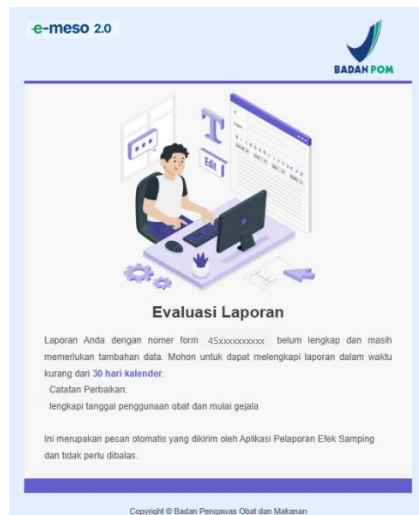 e-meso 2.0
BADAN POM
T
Edit
Evaluasi Laporan
Laporan Anda dengan nomer form 45xxxxxxxxxx belum lengkap dan masih
memerlukan tambahan data. Mohon untuk dapat melengkapi laporan dalam waktu
kurang dari 30 hari kalender.
Catatan Perbaikan:
lengkapi tanggal penggunaan obat dan mulai gejala
Ini merupakan pesan otomatis yang dikirim oleh Aplikasi Pelaporan Efek Samping
dan tidak perlu dibalas.
Copyright © Badan Pengawas Obat dan Makanan